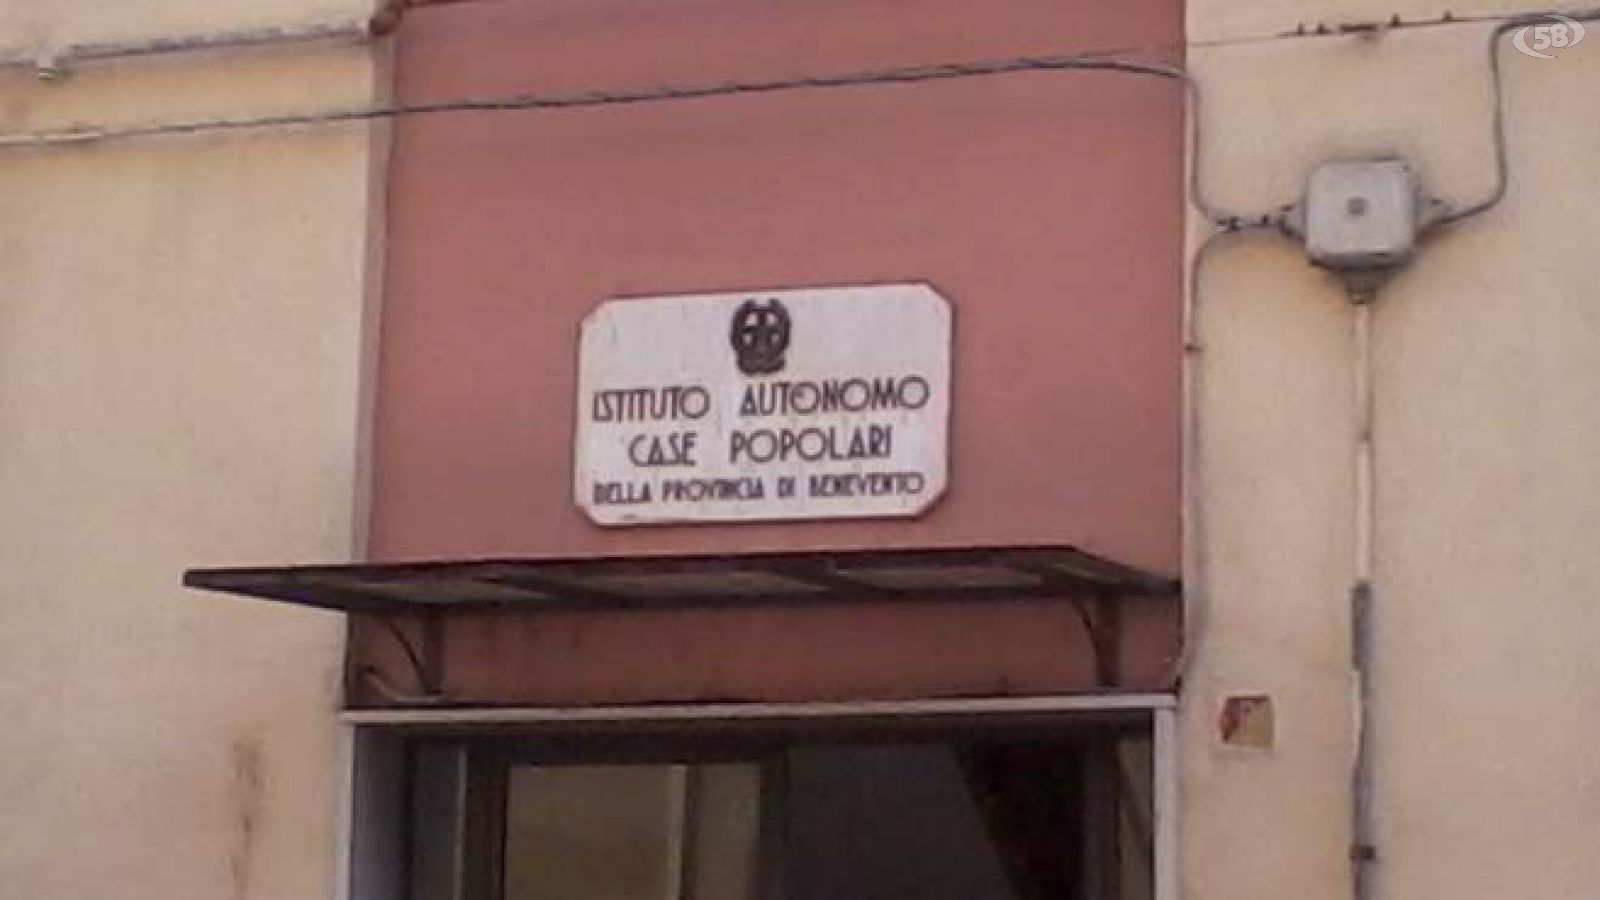 58
ISTITUTO AUTONOMO
CASE POPOLARI
DELLA PROVINCIA DI BENEVENTO